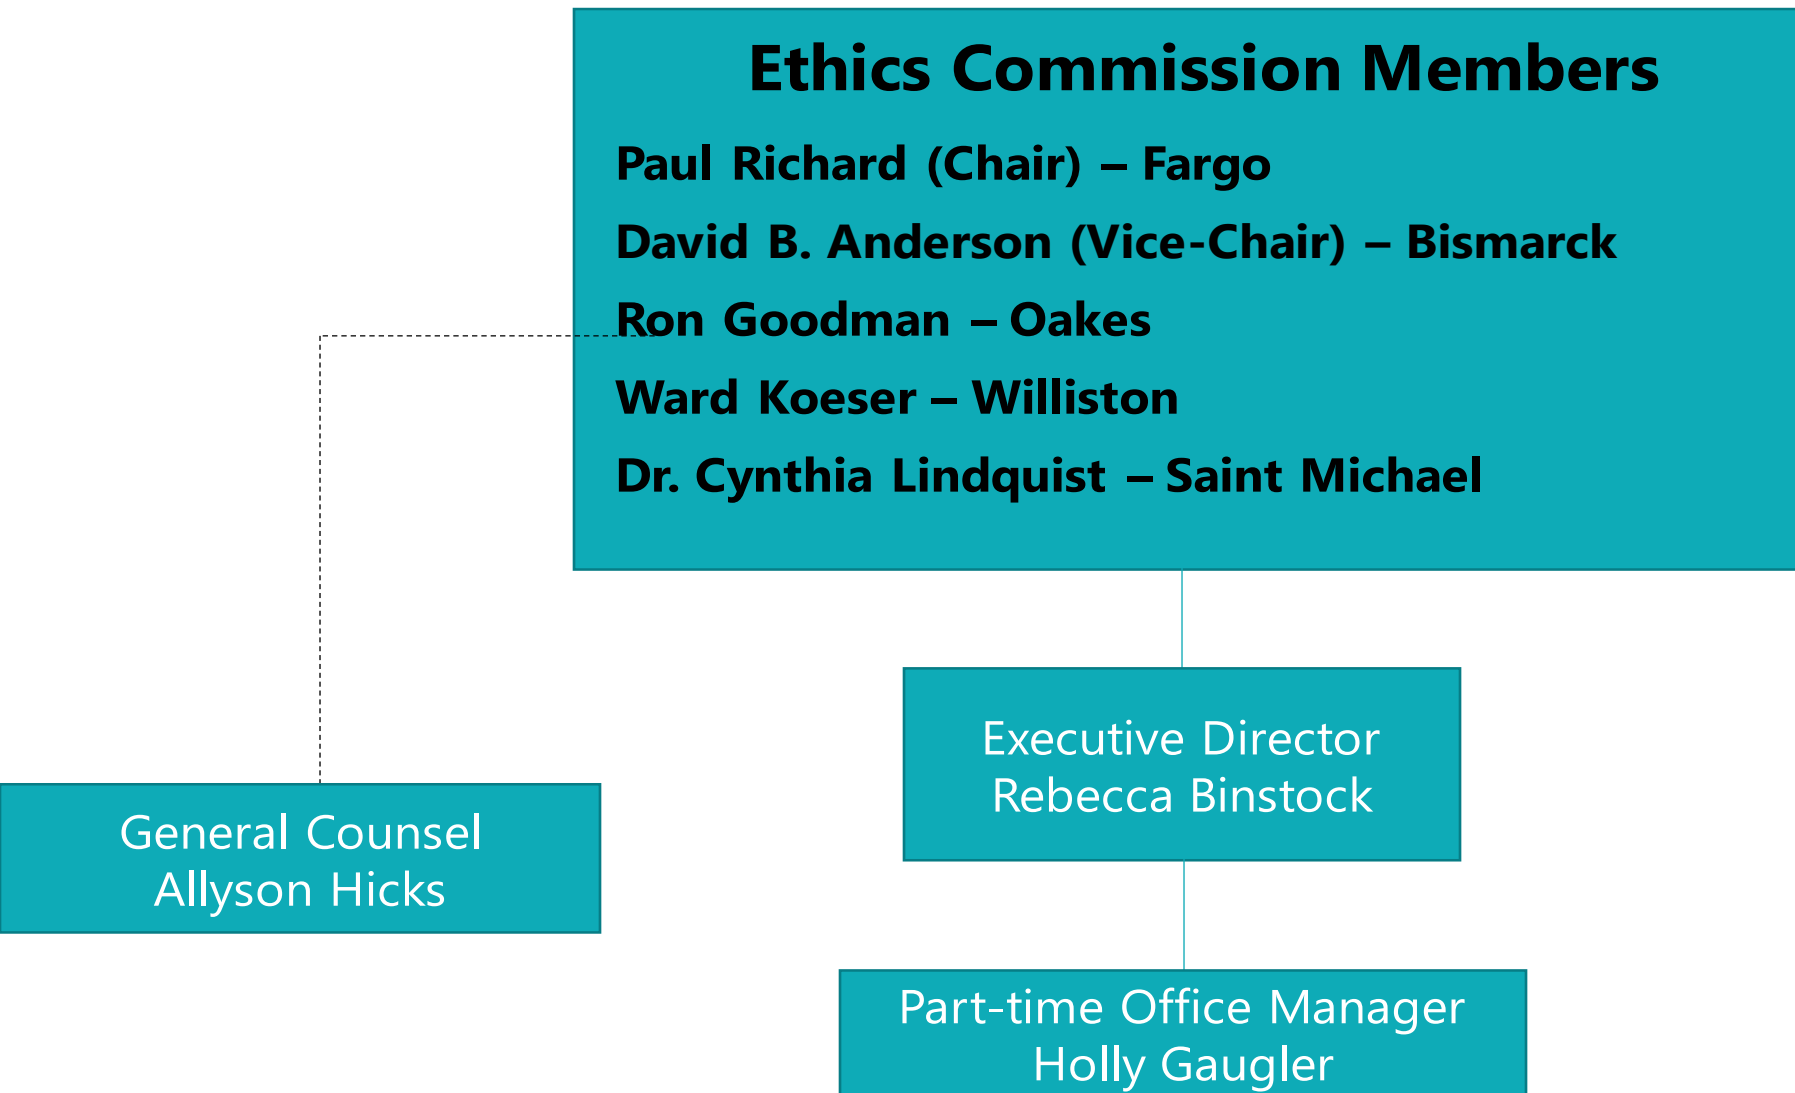 Ethics Commission Members
Paul Richard (Chair) – Fargo
David B. Anderson (Vice-Chair) – Bismarck
Ron Goodman – Oakes
Ward Koeser – Williston
Dr. Cynthia Lindquist – Saint Michael
Executive Director
Rebecca Binstock
General Counsel
Allyson Hicks
Part-time Office Manager
Holly Gaugler